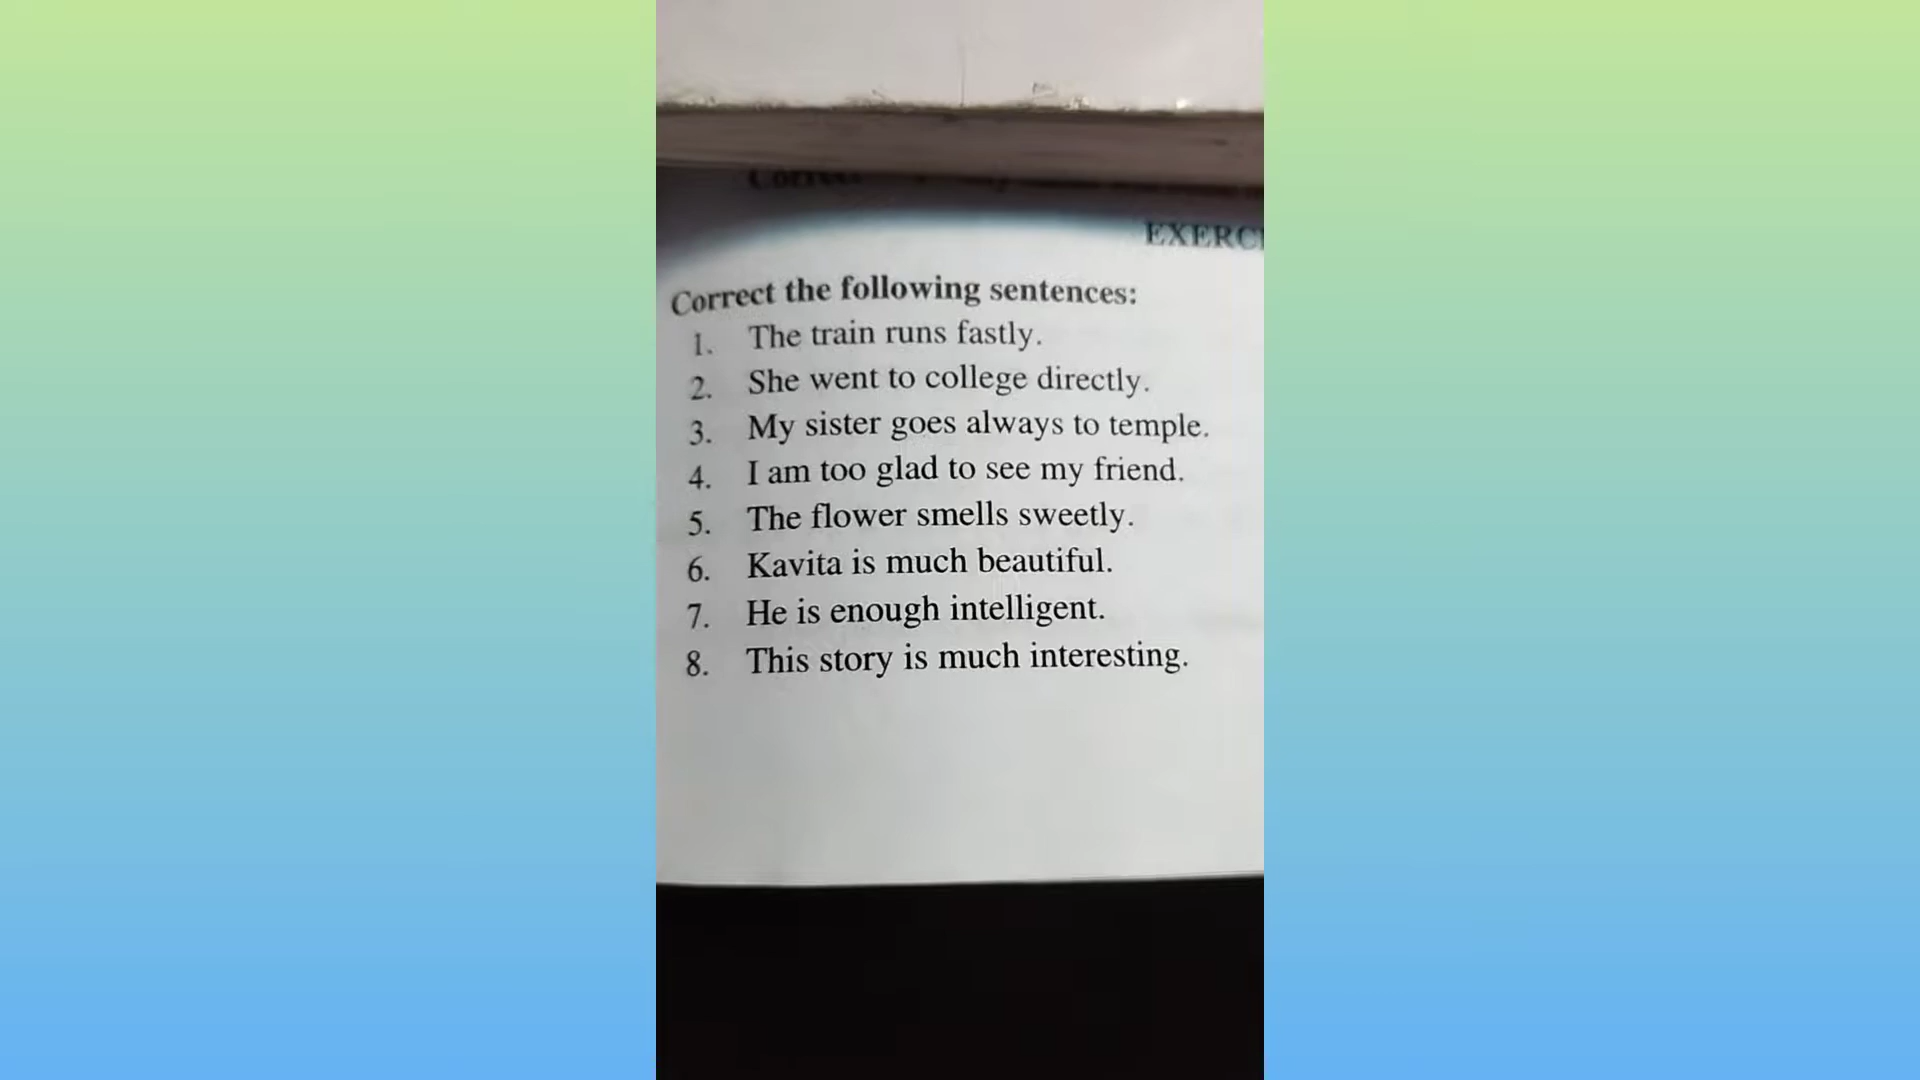 EXERC
Correct the following sentences:
1. The train runs fastly.
2. She went to college directly.
3. My sister goes always to temple.
4. I am too glad to see my friend.
5. The flower smells sweetly.
6. Kavita is much beautiful.
7. He is enough intelligent.
8. This story is much interesting.